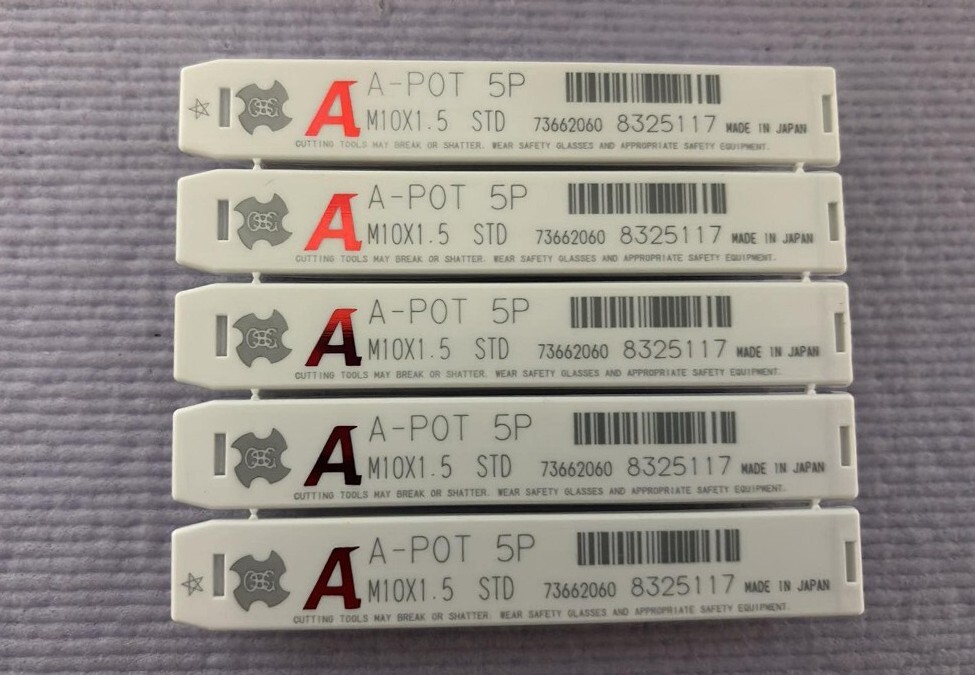 OSG A A-POT 5P
M10X1.5 STD 73662060 8325117 MADE IN JAPAN
CUTTING TOOLS MAY BREAK OR SHATTER. WEAR SAFETY GLASSES AND APPROPRIATE SAFETY EQUIPMENT.
OSG A A-POT 5P
M10X1.5 STD 73662060 8325117 MADE IN JAPAN
CUTTING TOOLS MAY BREAK OR SHATTER. WEAR SAFETY GLASSES AND APPROPRIATE SAFETY EQUIPMENT.
OSG A A-POT 5P
M10X1.5 STD 73662060 8325117 MADE IN JAPAN
CUTTING TOOLS MAY BREAK OR SHATTER. WEAR SAFETY GLASSES AND APPROPRIATE SAFETY EQUIPMENT.
OSG A A-POT 5P
M10X1.5 STD 73662060 8325117 MADE IN JAPAN
CUTTING TOOLS MAY BREAK OR SHATTER. WEAR SAFETY GLASSES AND APPROPRIATE SAFETY EQUIPMENT.
OSG A A-POT 5P
M10X1.5 STD 73662060 8325117 MADE IN JAPAN
CUTTING TOOLS MAY BREAK OR SHATTER. WEAR SAFETY GLASSES AND APPROPRIATE SAFETY EQUIPMENT.